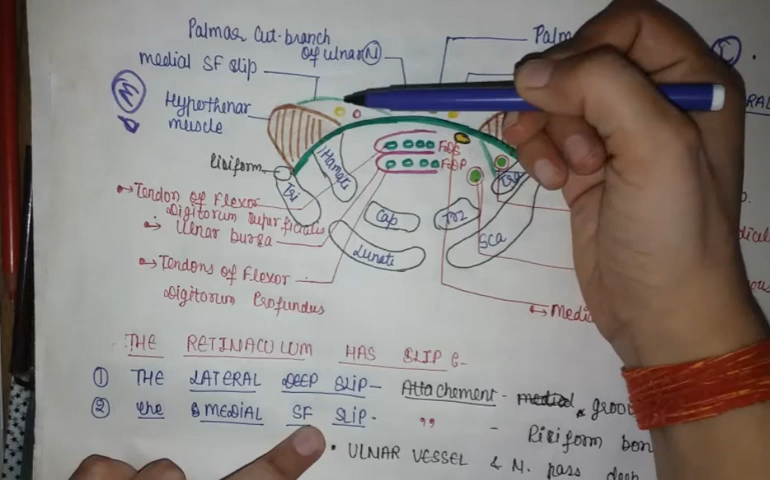 Palmar cut-branch
of ulnar N
Palm
medial SF slip
M
Hypothenar
muscle
Pisiform
Hamate
Tri
FDS
FDP
Cap
Lunate
TRZ
SCA
Tendon of Flexor
Digitorum superficialis
Ulnar bursa
Tendons of Flexor
Digitorum Profundus
Medi
THE RETINACULUM HAS SLIP :-
① THE LATERAL DEEP SLIP - Attachement - medial groo
② the MEDIAL SF SLIP - ,, - Pisiform bon
• ULNAR VESSEL & N. pass deep